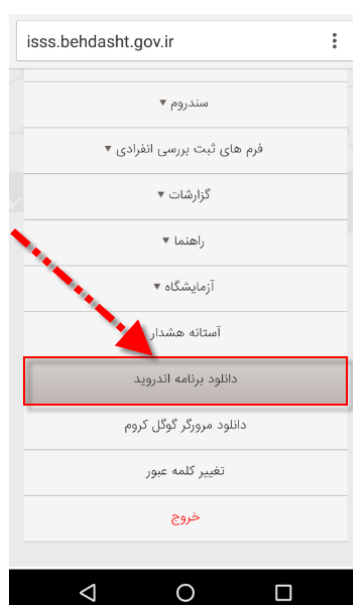 isss.behdasht.gov.ir
سندروم ▼
فرم های ثبت بررسی انفرادی ▼
گزارشات ▼
راهنما ▼
آزمایشگاه ▼
آستانه هشدار
دانلود برنامه اندروید
دانلود مرورگر گوگل کروم
تغییر کلمه عبور
خروج